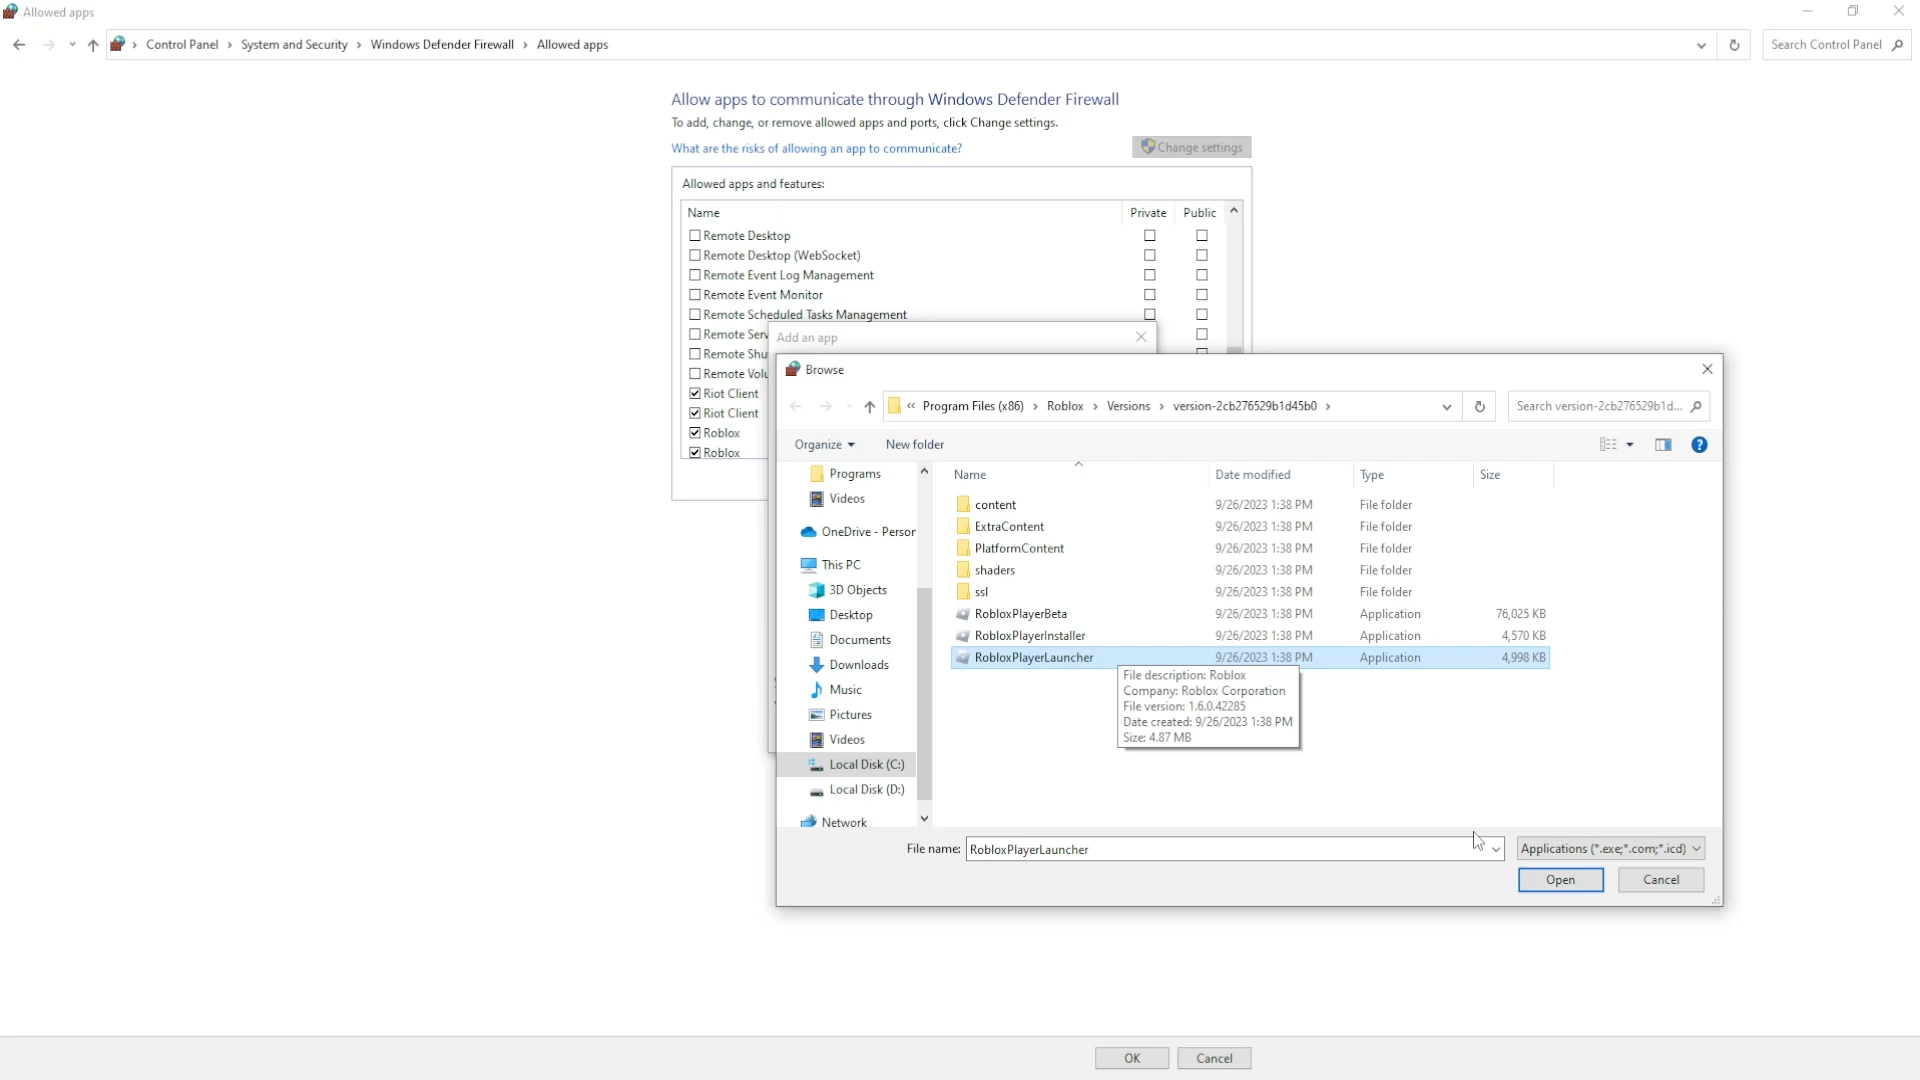 Allowed apps
Control Panel › System and Security › Windows Defender Firewall › Allowed apps
Search Control Panel
Allow apps to communicate through Windows Defender Firewall
To add, change, or remove allowed apps and ports, click Change settings.
What are the risks of allowing an app to communicate?
Change settings
Allowed apps and features:
Name Private Public
Remote Desktop
Remote Desktop (WebSocket)
Remote Event Log Management
Remote Event Monitor
Remote Scheduled Tasks Management
Remote Serv
Remote Shu
Remote Volu
Riot Client
Riot Client
Roblox
Roblox
Add an app
Browse
« Program Files (x86) › Roblox › Versions › version-2cb276529b1d45b0 ›
Search version-2cb276529b1d...
Organize New folder
Programs
Videos
OneDrive - Person
This PC
3D Objects
Desktop
Documents
Downloads
Music
Pictures
Videos
Local Disk (C:)
Local Disk (D:)
Network
Name Date modified Type Size
content 9/26/2023 1:38 PM File folder
ExtraContent 9/26/2023 1:38 PM File folder
PlatformContent 9/26/2023 1:38 PM File folder
shaders 9/26/2023 1:38 PM File folder
ssl 9/26/2023 1:38 PM File folder
RobloxPlayerBeta 9/26/2023 1:38 PM Application 76,025 KB
RobloxPlayerInstaller 9/26/2023 1:38 PM Application 4,570 KB
RobloxPlayerLauncher 9/26/2023 1:38 PM Application 4,998 KB
File description: Roblox
Company: Roblox Corporation
File version: 1.6.0.42285
Date created: 9/26/2023 1:38 PM
Size: 4.87 MB
File name: RobloxPlayerLauncher
Applications (*.exe;*.com;*.icd)
Open Cancel
OK Cancel